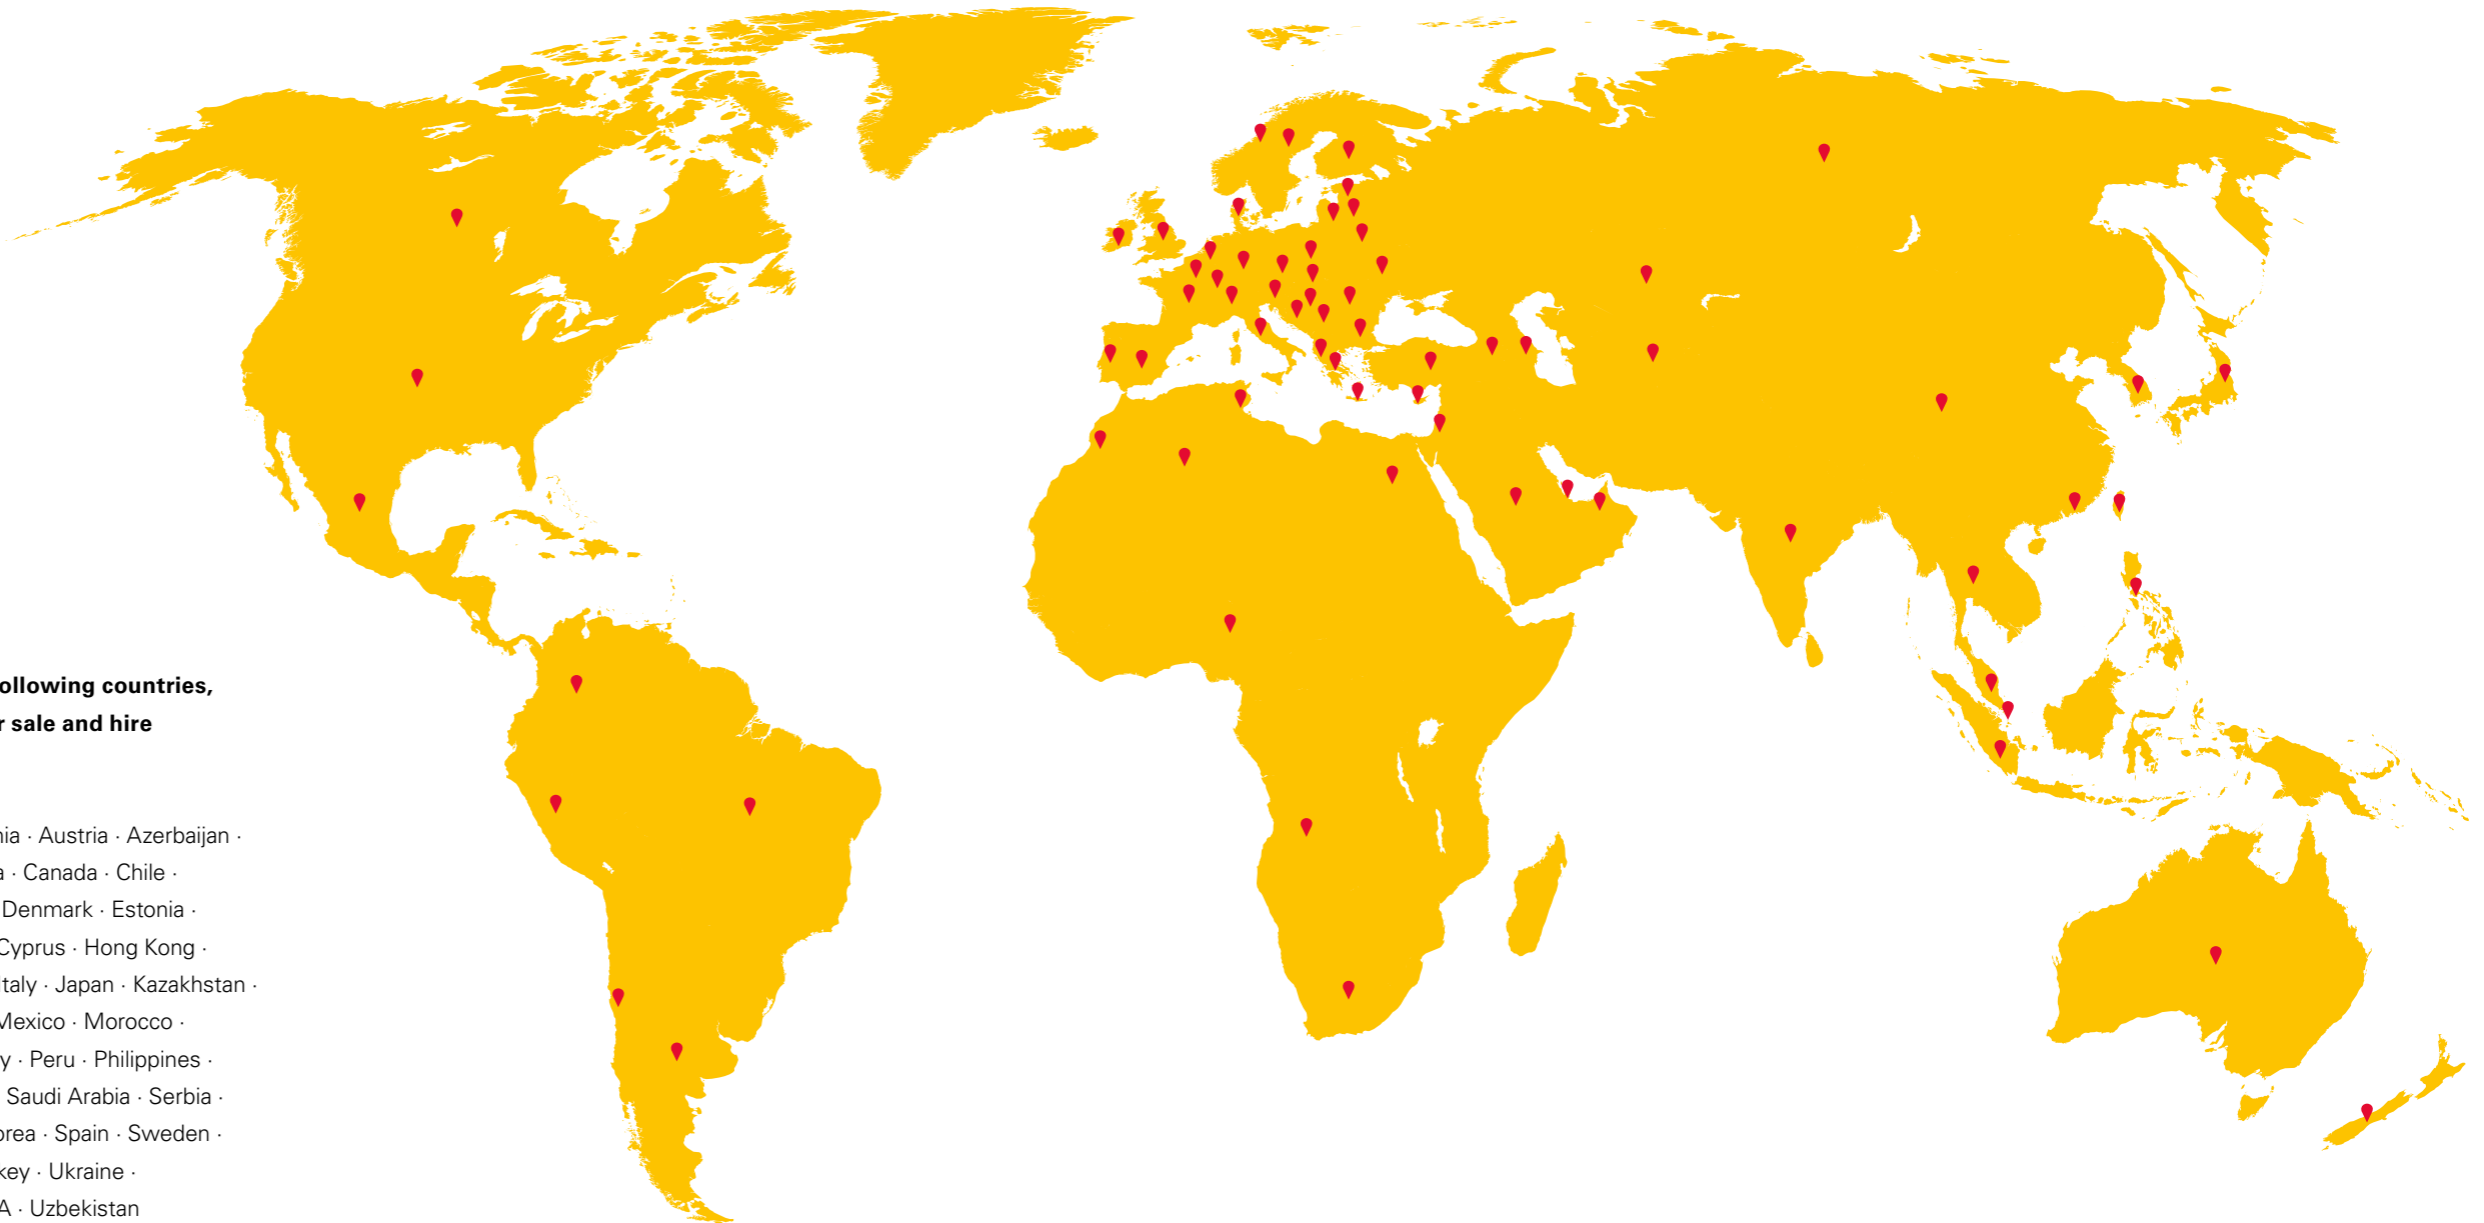 ollowing countries,
r sale and hire
nia · Austria · Azerbaijan ·
a · Canada · Chile ·
Denmark · Estonia ·
Cyprus · Hong Kong ·
Italy · Japan · Kazakhstan ·
Mexico · Morocco ·
y · Peru · Philippines ·
Saudi Arabia · Serbia ·
orea · Spain · Sweden ·
key · Ukraine ·
A · Uzbekistan